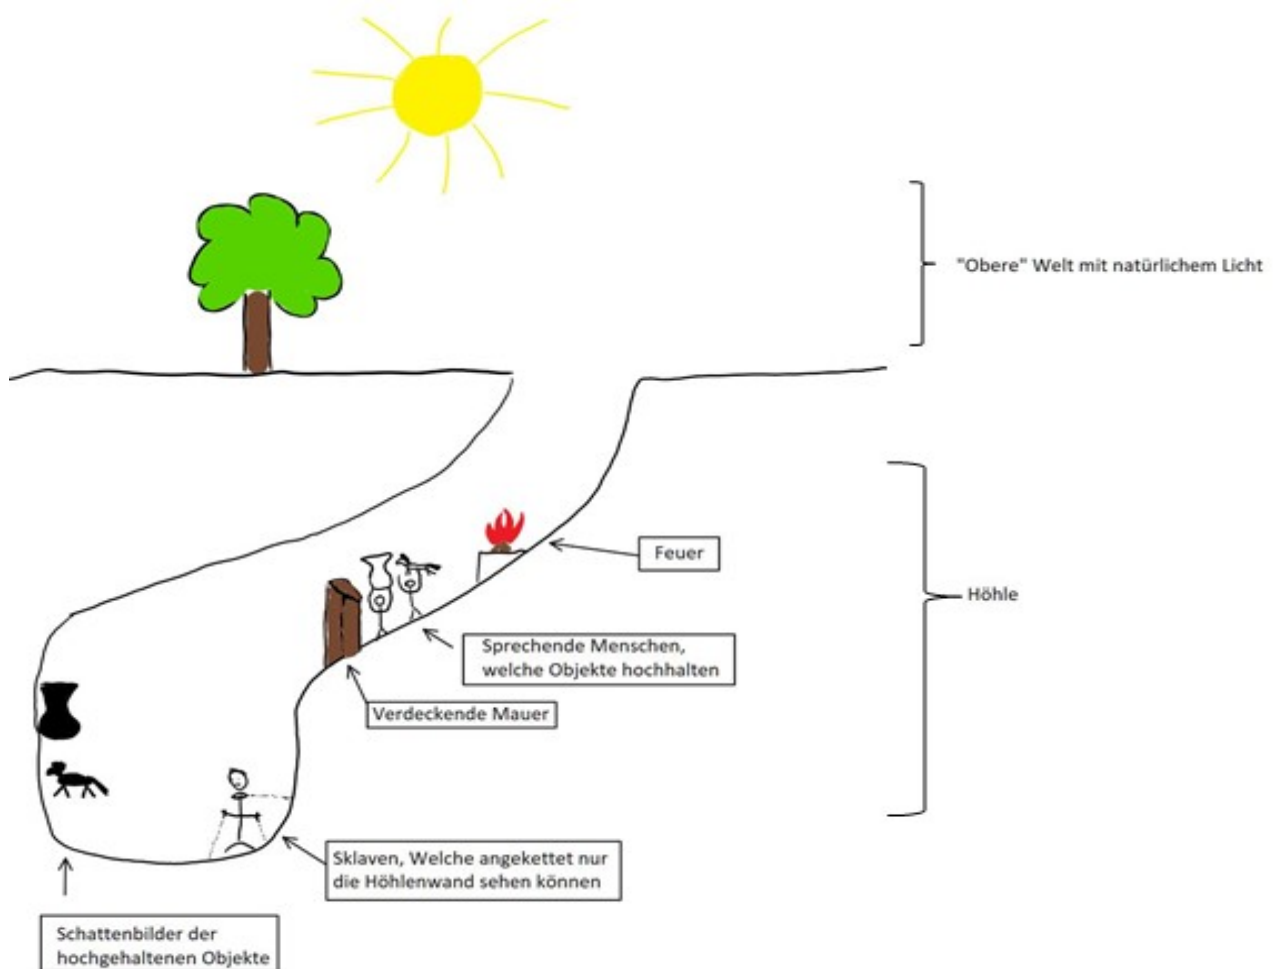 "Obere" Welt mit natürlichem Licht
Feuer
Höhle
Sprechende Menschen,
welche Objekte hochhalten
Verdeckende Mauer
Sklaven, Welche angekettet nur
die Höhlenwand sehen können
Schattenbilder der
hochgehaltenen Objekte